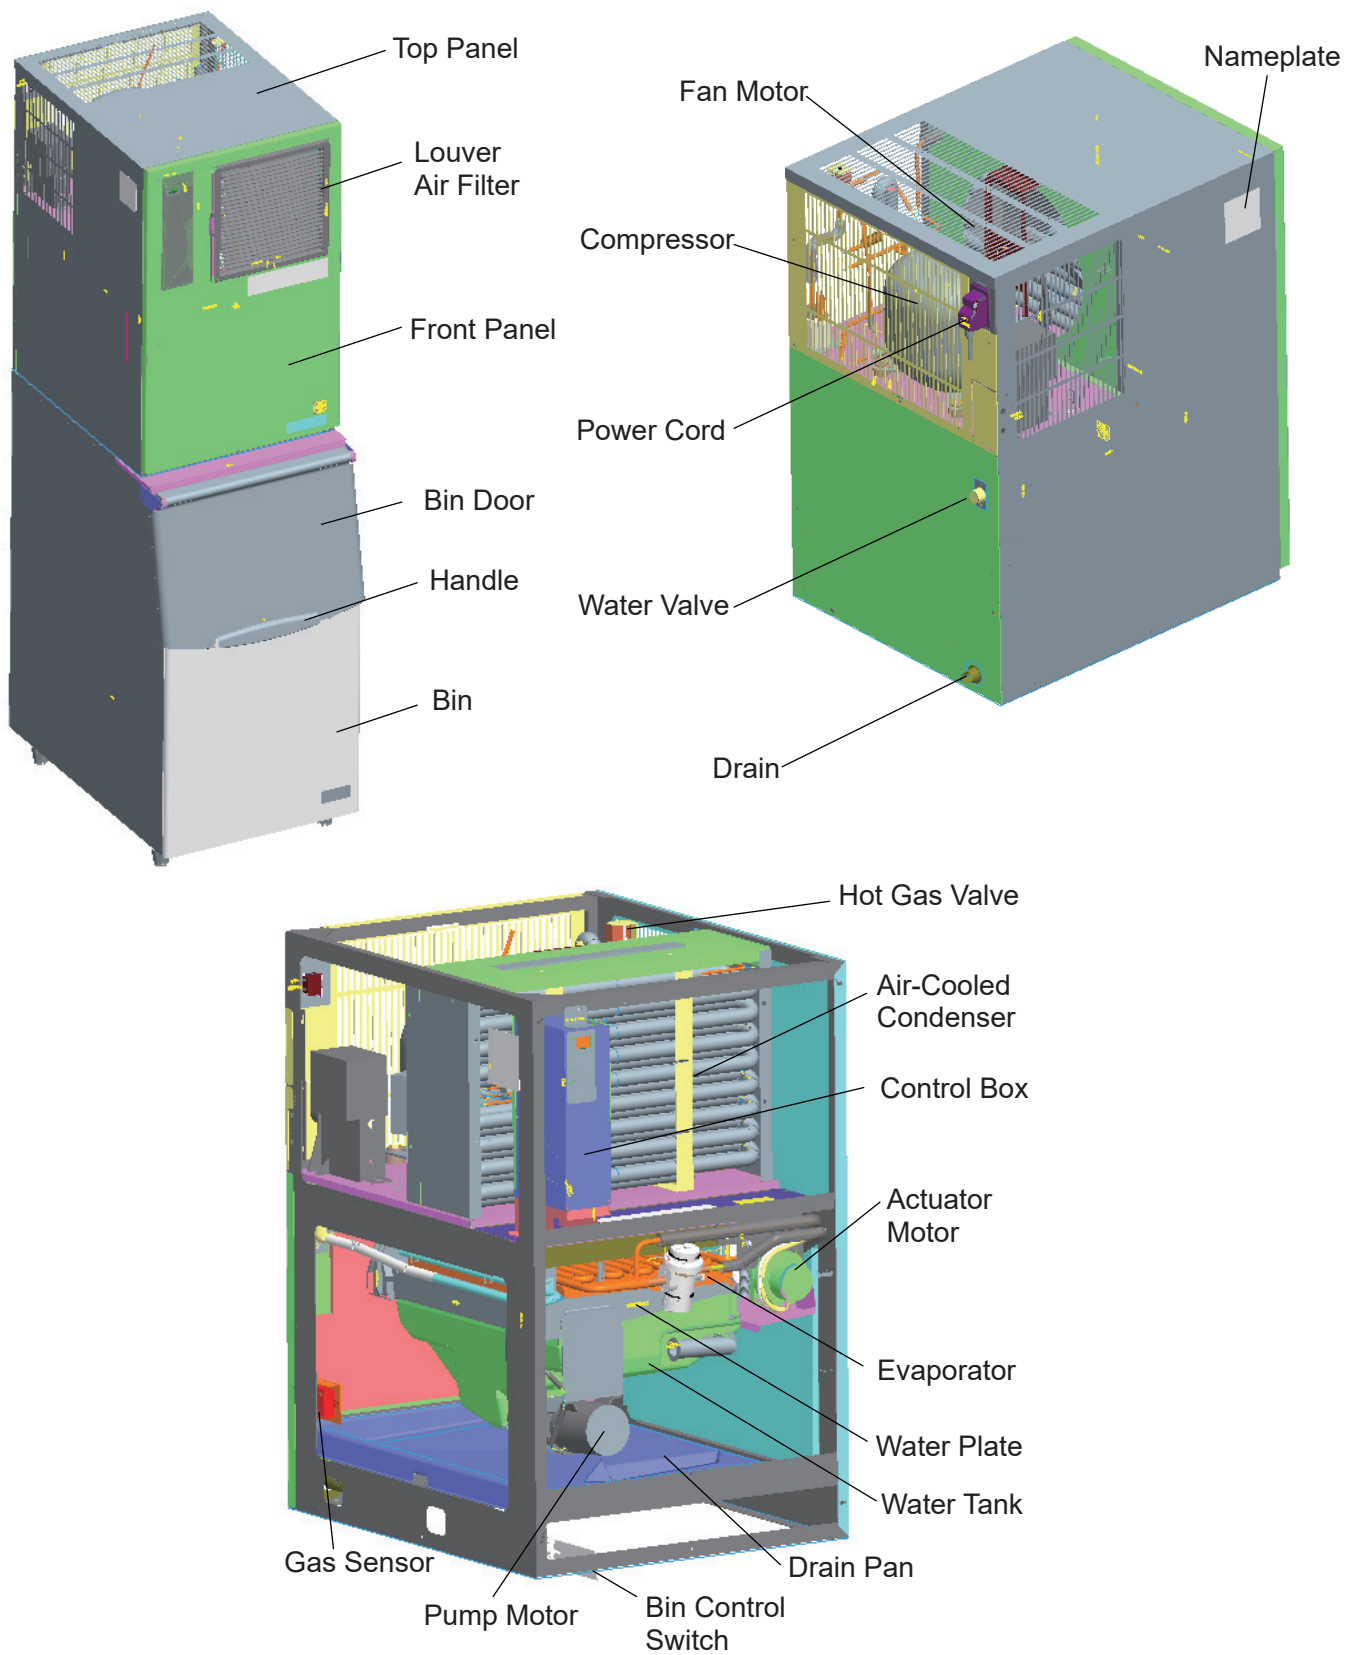 Top Panel
Louver
Air Filter
Front Panel
Bin Door
Handle
Bin
Nameplate
Fan Motor
Compressor
Power Cord
Water Valve
Drain
Hot Gas Valve
Air-Cooled
Condenser
Control Box
Actuator
Motor
Evaporator
Water Plate
Water Tank
Drain Pan
Bin Control
Switch
Pump Motor
Gas Sensor